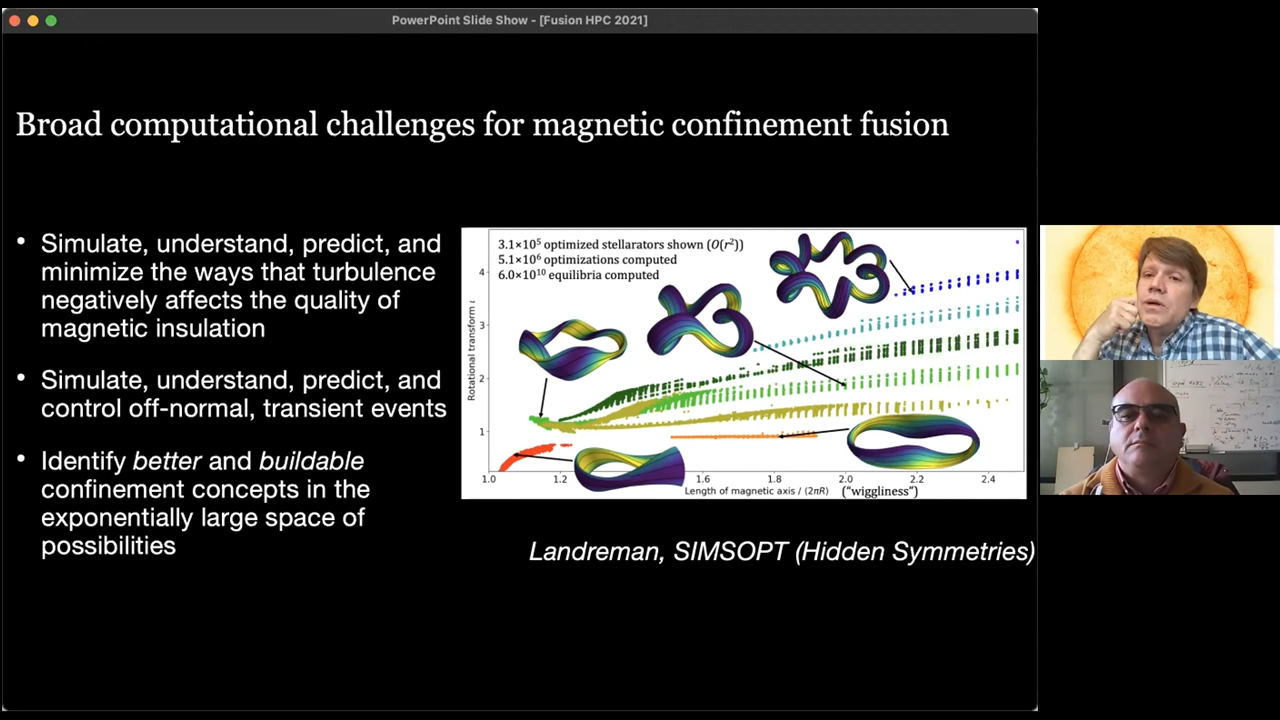 PowerPoint Slide Show - [Fusion HPC 2021]
Broad computational challenges for magnetic confinement fusion
• Simulate, understand, predict, and
minimize the ways that turbulence
negatively affects the quality of
magnetic insulation
• Simulate, understand, predict, and
control off-normal, transient events
• Identify better and buildable
confinement concepts in the
exponentially large space of
possibilities
3.1×10⁵ optimized stellarators shown (O(r²))
5.1×10⁶ optimizations computed
6.0×10¹⁰ equilibria computed
Rotational transform ι
4
3
2
1
1.0 1.2 1.6 1.8 2.0 2.2 2.4
Length of magnetic axis / (2πR) ("wiggliness")
Landreman, SIMSOPT (Hidden Symmetries)